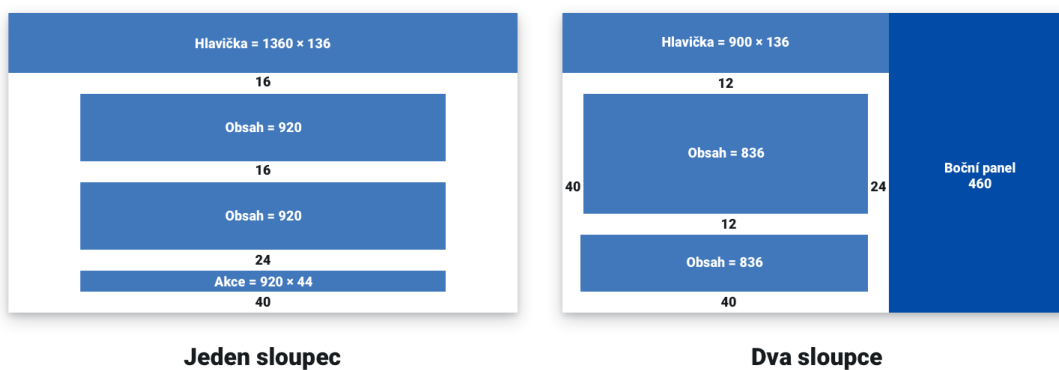 Hlavička = 1360 × 136
16
Obsah = 920
16
Obsah = 920
24
Akce = 920 × 44
40
Jeden sloupec
Hlavička = 900 × 136
12
Obsah = 836
40
24
12
Obsah = 836
40
Boční panel
460
Dva sloupce